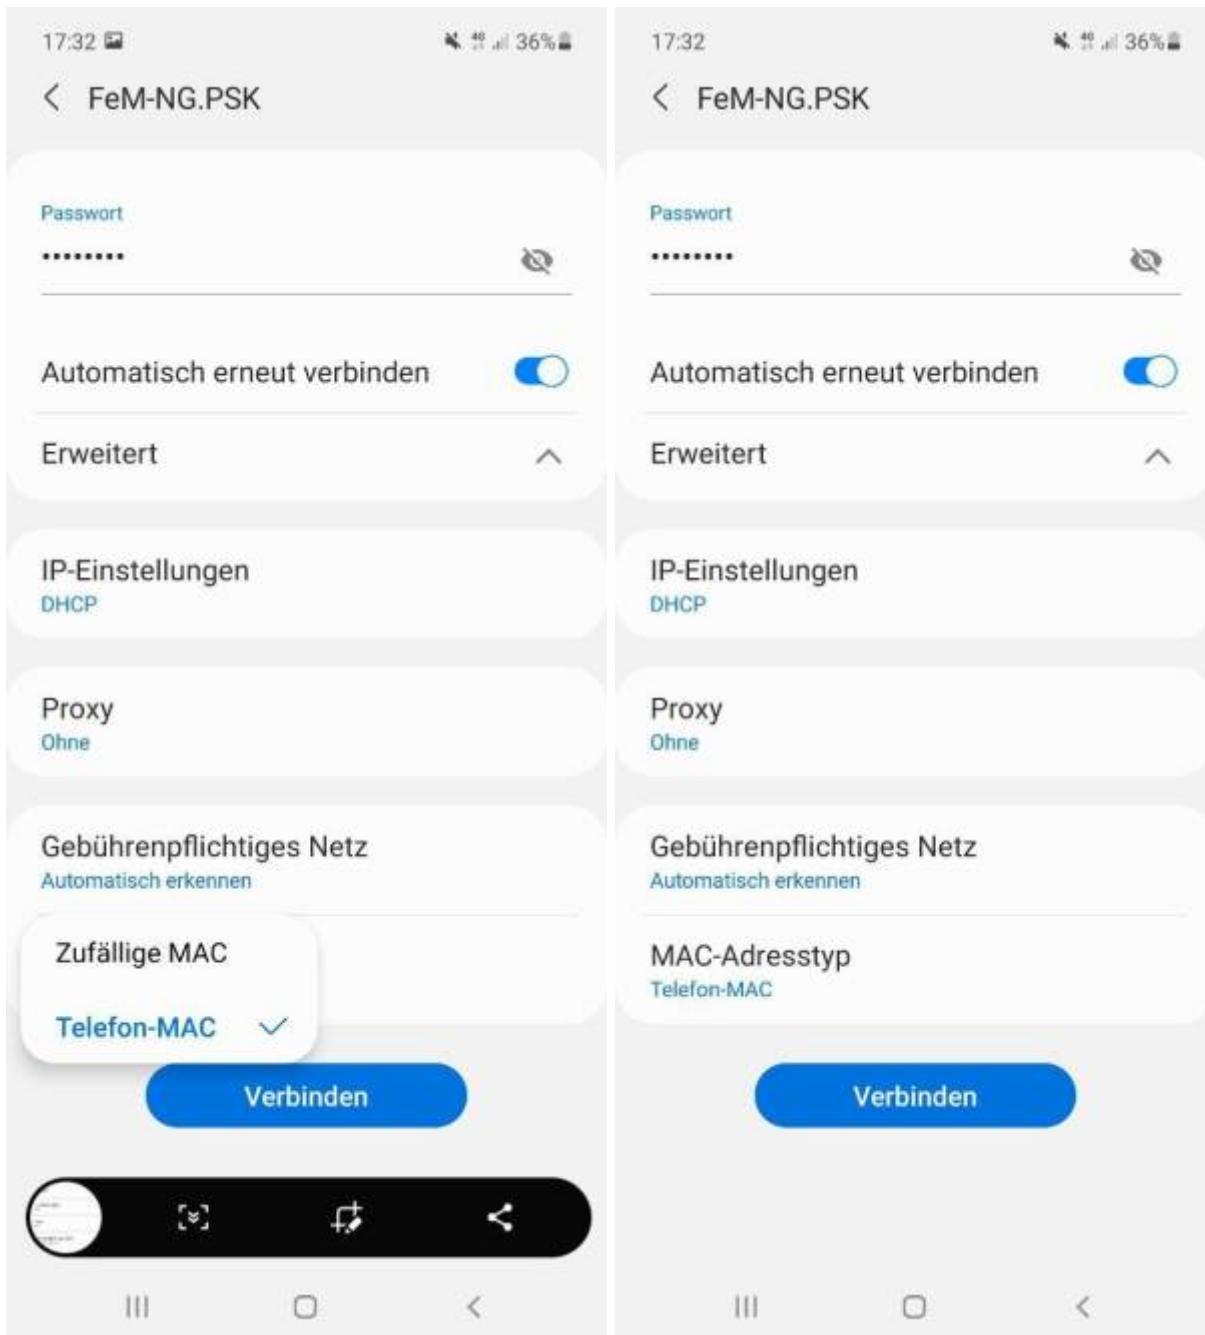 17:32
36%
FeM-NG.PSK
Passwort
••••••••
Automatisch erneut verbinden
Erweitert
IP-Einstellungen
DHCP
Proxy
Ohne
Gebührenpflichtiges Netz
Automatisch erkennen
Zufällige MAC
Telefon-MAC
Verbinden
17:32
36%
FeM-NG.PSK
Passwort
••••••••
Automatisch erneut verbinden
Erweitert
IP-Einstellungen
DHCP
Proxy
Ohne
Gebührenpflichtiges Netz
Automatisch erkennen
MAC-Adresstyp
Telefon-MAC
Verbinden